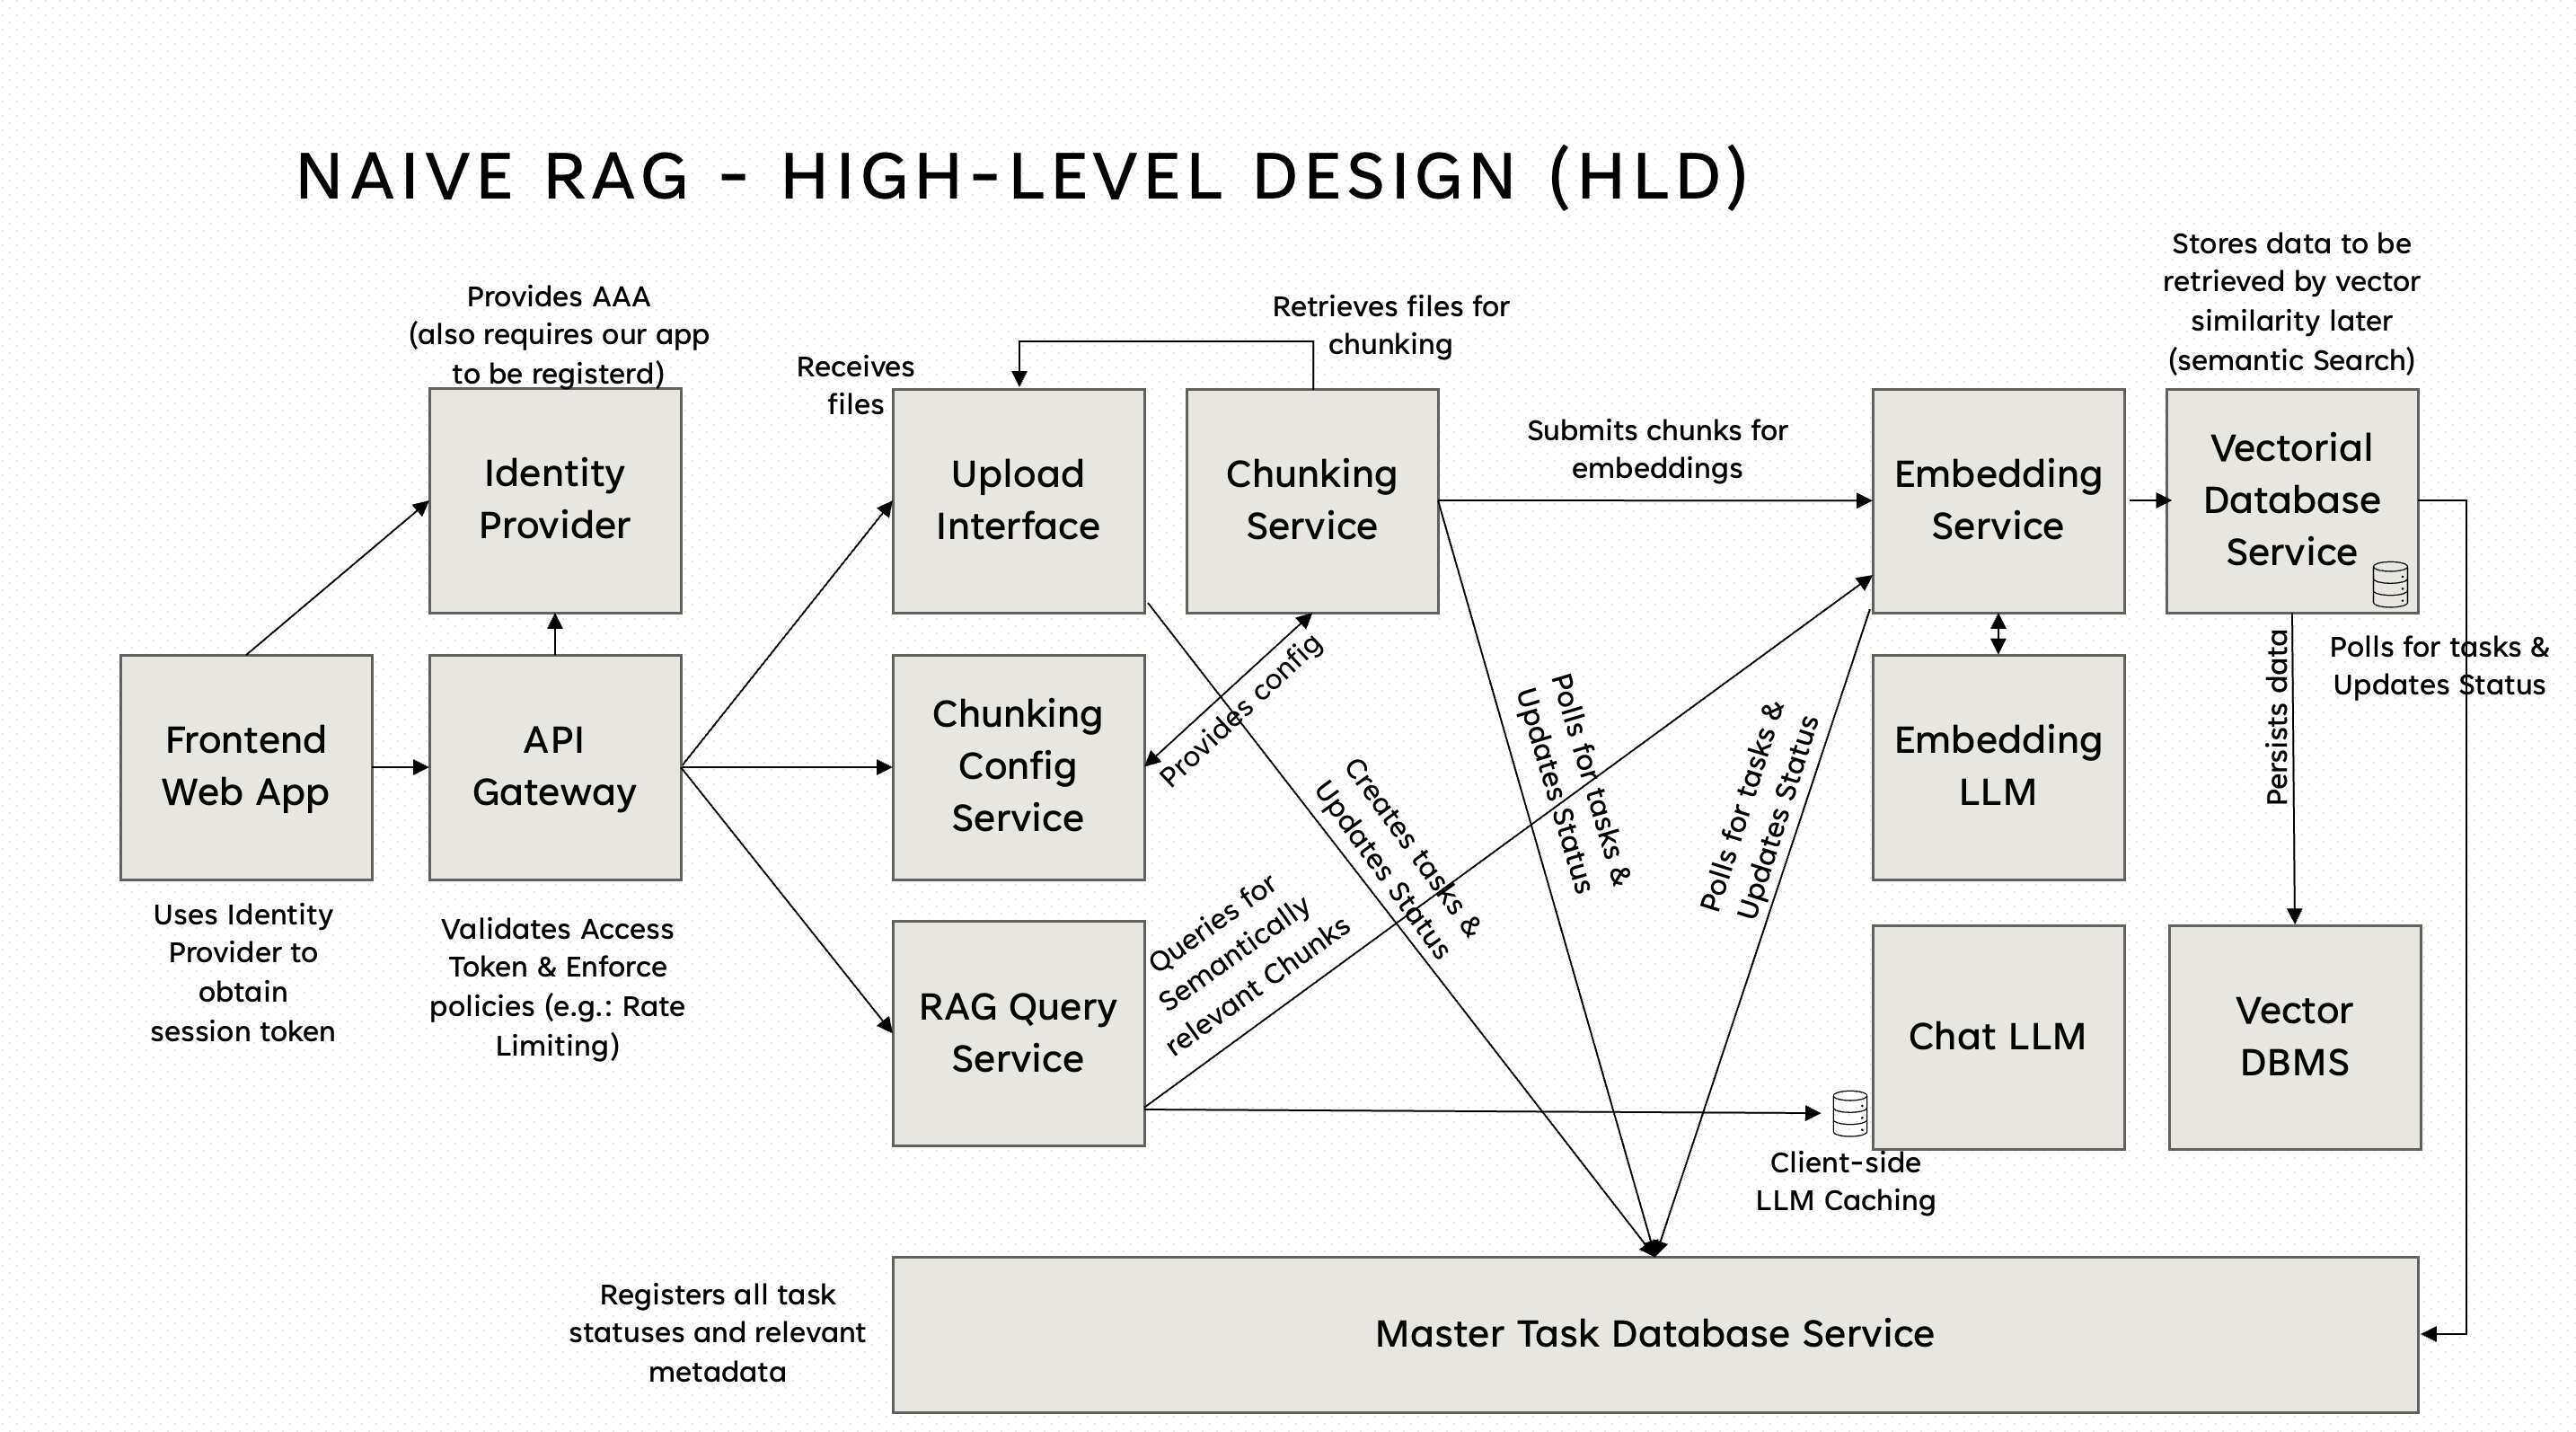 NAIVE RAG - HIGH-LEVEL DESIGN (HLD)
Provides AAA
(also requires our app
to be registerd)
Identity
Provider
Frontend
Web App
Uses Identity
Provider to
obtain
session token
API
Gateway
Validates Access
Token & Enforce
policies (e.g.: Rate
Limiting)
Receives
files
Upload
Interface
Retrieves files for
chunking
Chunking
Service
Chunking
Config
Service
Provides config
RAG Query
Service
Queries for
Semantically
relevant Chunks
Creates tasks &
Updates Status
Submits chunks for
embeddings
Polls for tasks &
Updates Status
Polls for tasks &
Updates Status
Embedding
Service
Embedding
LLM
Chat LLM
Client-side
LLM Caching
Stores data to be
retrieved by vector
similarity later
(semantic Search)
Vectorial
Database
Service
Persists data
Polls for tasks &
Updates Status
Vector
DBMS
Registers all task
statuses and relevant
metadata
Master Task Database Service